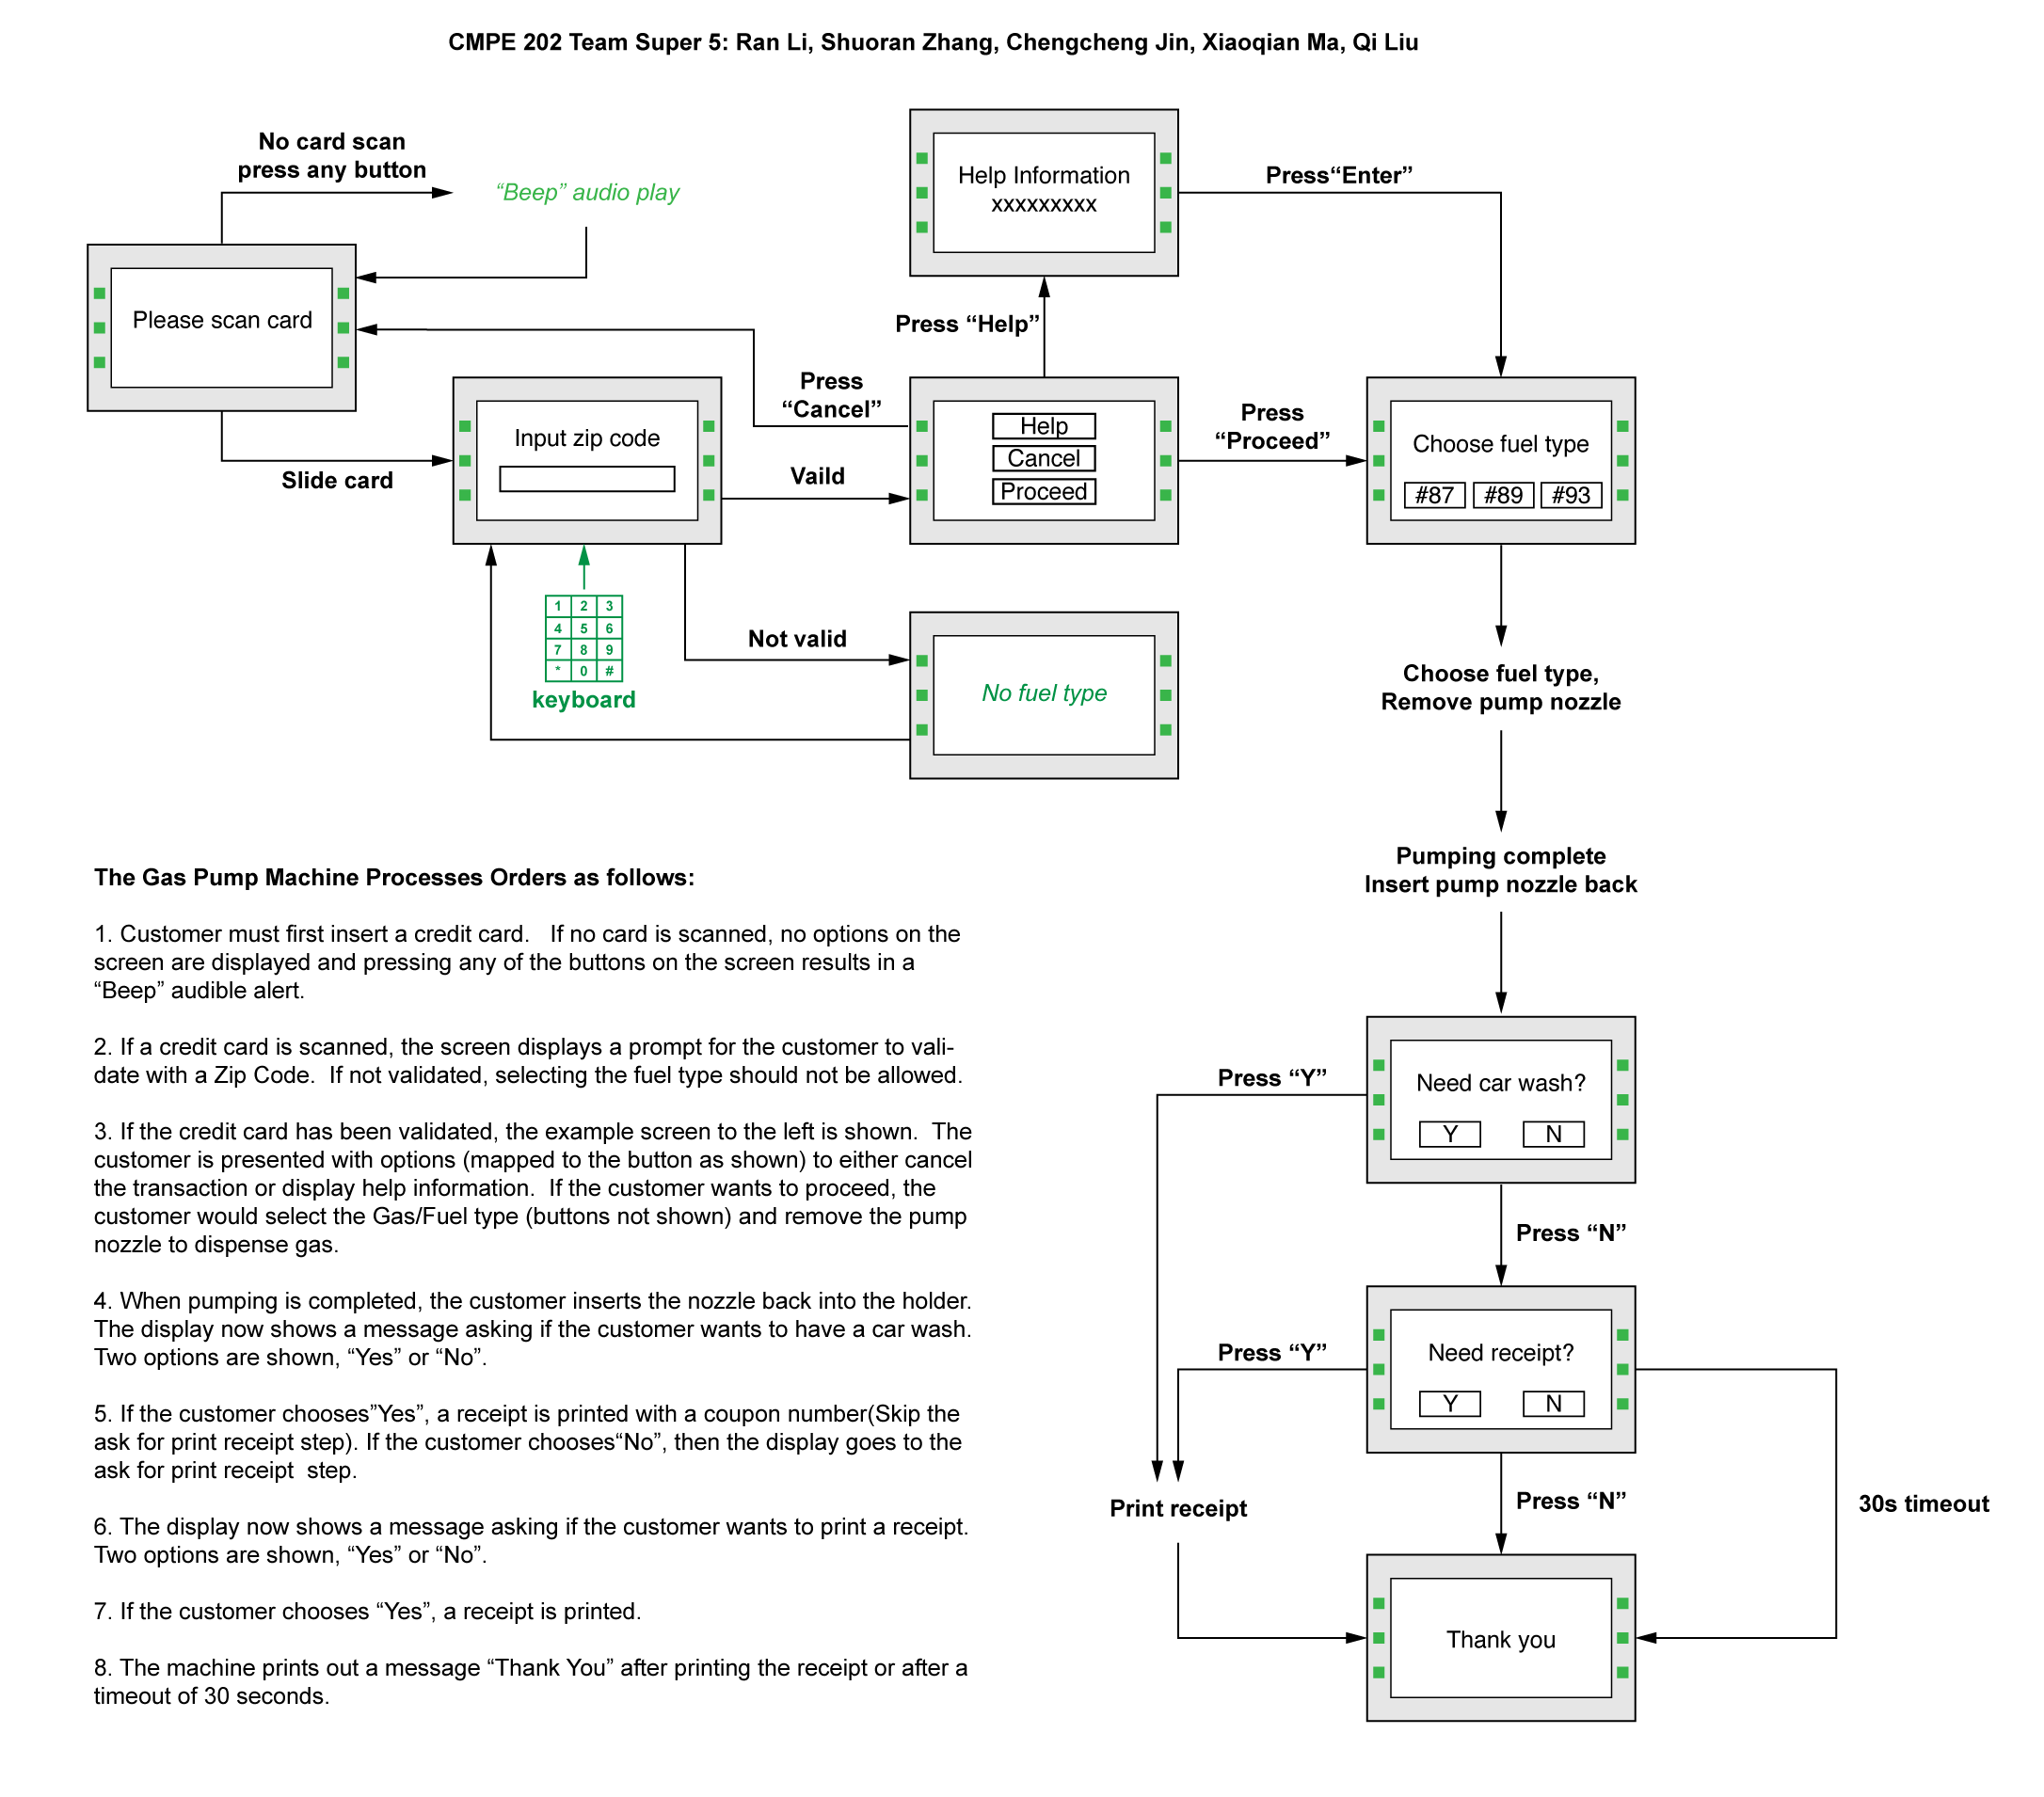 CMPE 202 Team Super 5: Ran Li, Shuoran Zhang, Chengcheng Jin, Xiaoqian Ma, Qi Liu
No card scan
press any button
“Beep” audio play
Please scan card
Slide card
Input zip code
1 2 3
4 5 6
7 8 9
* 0 #
keyboard
Vaild
Not valid
No fuel type
Press
“Cancel”
Help
Cancel
Proceed
Press “Help”
Help Information
xxxxxxxxx
Press“Enter”
Press
“Proceed”
Choose fuel type
#87 #89 #93
Choose fuel type,
Remove pump nozzle
Pumping complete
Insert pump nozzle back
Need car wash?
Y N
Press “Y”
Press “N”
Need receipt?
Y N
Press “Y”
Press “N”
30s timeout
Print receipt
Thank you
The Gas Pump Machine Processes Orders as follows:
1. Customer must first insert a credit card.   If no card is scanned, no options on the
screen are displayed and pressing any of the buttons on the screen results in a
“Beep” audible alert.
2. If a credit card is scanned, the screen displays a prompt for the customer to vali-
date with a Zip Code.  If not validated, selecting the fuel type should not be allowed.
3. If the credit card has been validated, the example screen to the left is shown.  The
customer is presented with options (mapped to the button as shown) to either cancel
the transaction or display help information.  If the customer wants to proceed, the
customer would select the Gas/Fuel type (buttons not shown) and remove the pump
nozzle to dispense gas.
4. When pumping is completed, the customer inserts the nozzle back into the holder.
The display now shows a message asking if the customer wants to have a car wash.
Two options are shown, “Yes” or “No”.
5. If the customer chooses”Yes”, a receipt is printed with a coupon number(Skip the
ask for print receipt step). If the customer chooses“No”, then the display goes to the
ask for print receipt  step.
6. The display now shows a message asking if the customer wants to print a receipt.
Two options are shown, “Yes” or “No”.
7. If the customer chooses “Yes”, a receipt is printed.
8. The machine prints out a message “Thank You” after printing the receipt or after a
timeout of 30 seconds.